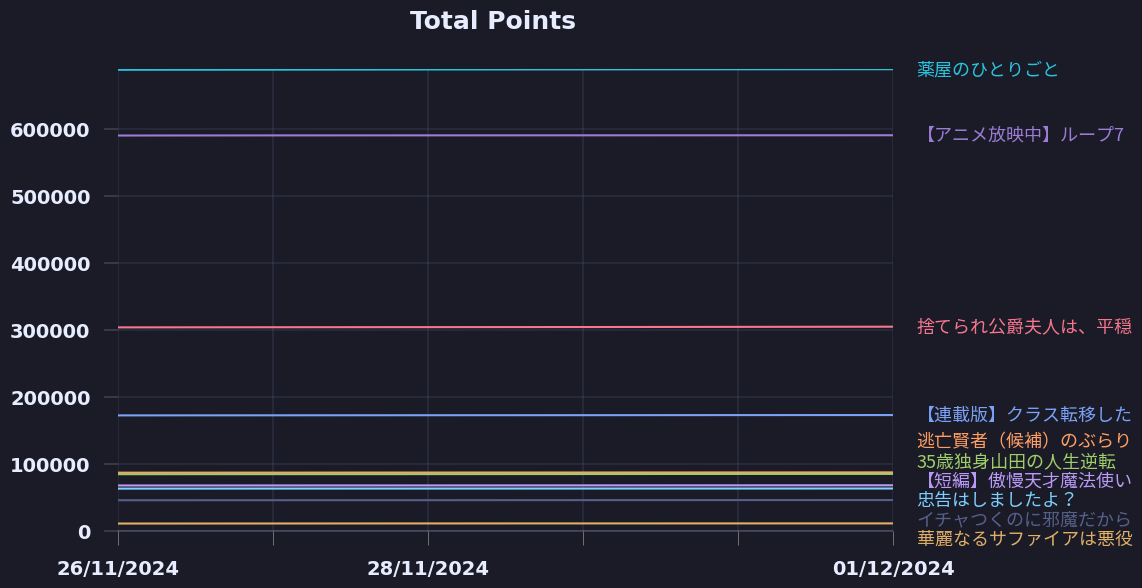 Total Points
薬屋のひとりごと
600000
【アニメ放映中】ループ7
500000
400000
300000
捨てられ公爵夫人は、平穏
200000
【連載版】クラス転移した
逃亡賢者（候補）のぶらり
100000
35歳独身山田の人生逆転
【短編】傲慢天才魔法使い
忠告はしましたよ？
イチャつくのに邪魔だから
0
華麗なるサファイアは悪役
26/11/2024
28/11/2024
01/12/2024